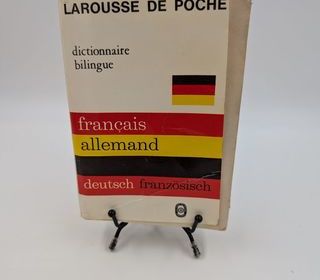 LAROUSSE DE POCHE
dictionnaire
bilingue
français
allemand
deutsch französisch